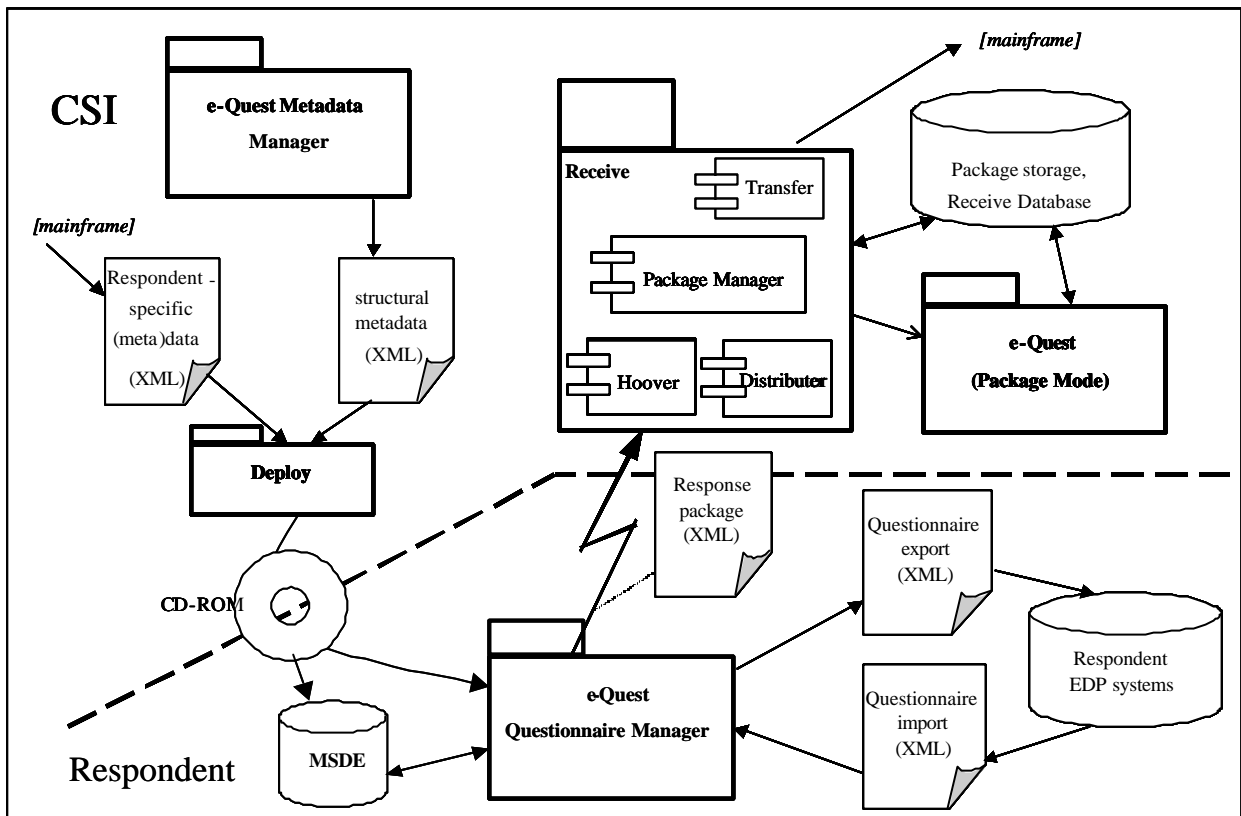 CSI
e-Quest Metadata
Manager
[mainframe]
Respondent -
specific
(meta)data
(XML)
structural
metadata
(XML)
Deploy
[mainframe]
Receive
Transfer
Package Manager
Hoover
Distributer
Package storage,
Receive Database
e-Quest
(Package Mode)
CD-ROM
Response
package
(XML)
Questionnaire
export
(XML)
Respondent
EDP systems
Questionnaire
import
(XML)
e-Quest
Questionnaire Manager
MSDE
Respondent